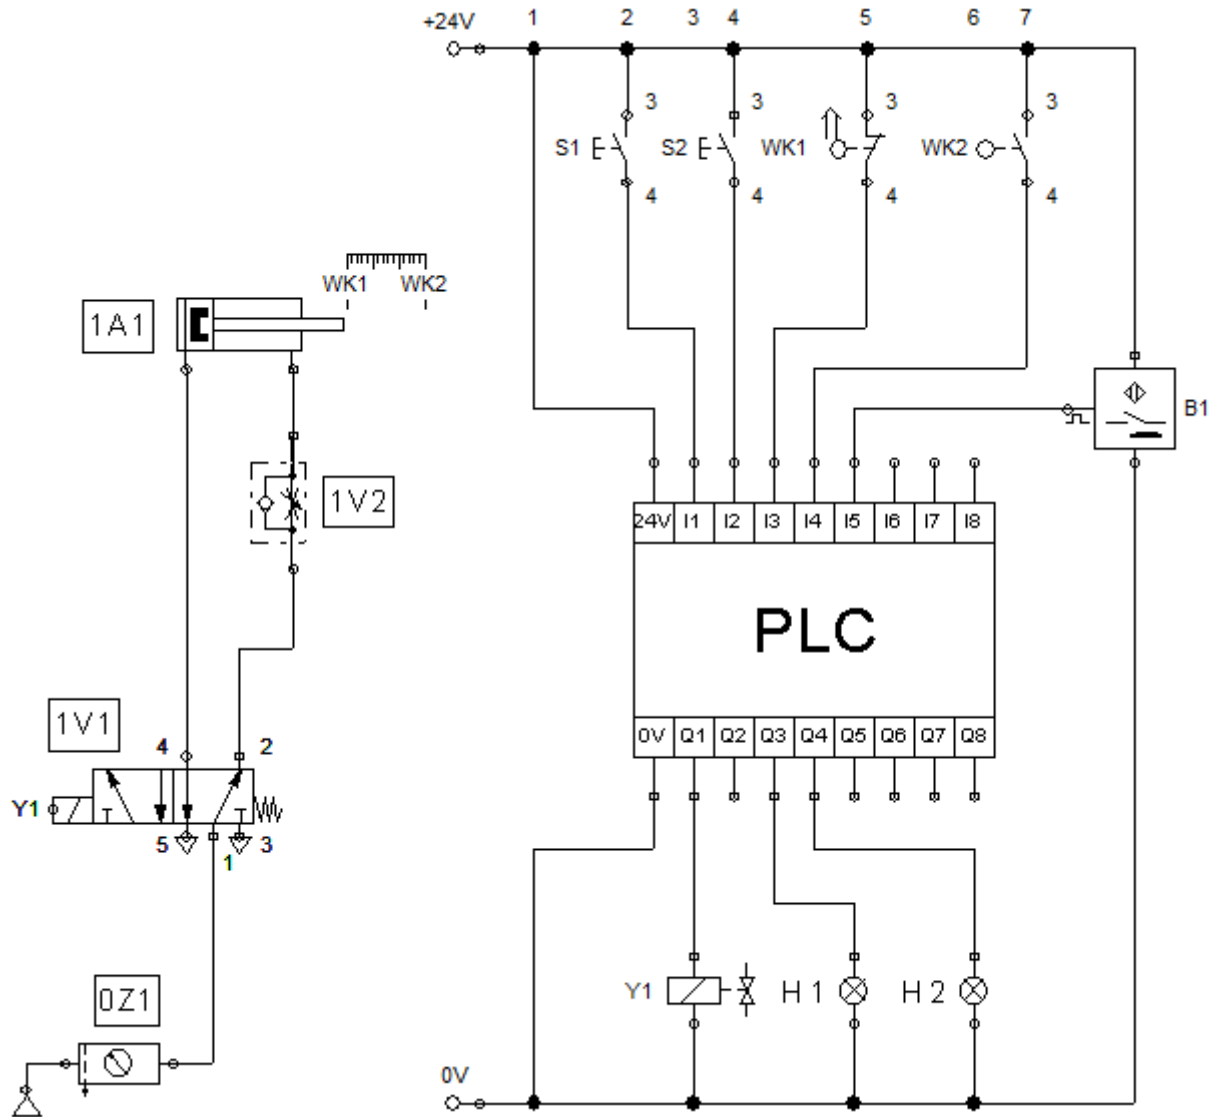 +24V 1 2 3 4 5 6 7
3 3 3 3
S1 S2 WK1 WK2
4 4 4 4
WK1 WK2
1A1
B1
1V2
24V I1 I2 I3 I4 I5 I6 I7 I8
PLC
1V1
0V Q1 Q2 Q3 Q4 Q5 Q6 Q7 Q8
4 2
Y1
5 1 3
0Z1
Y1 H1 H2
0V